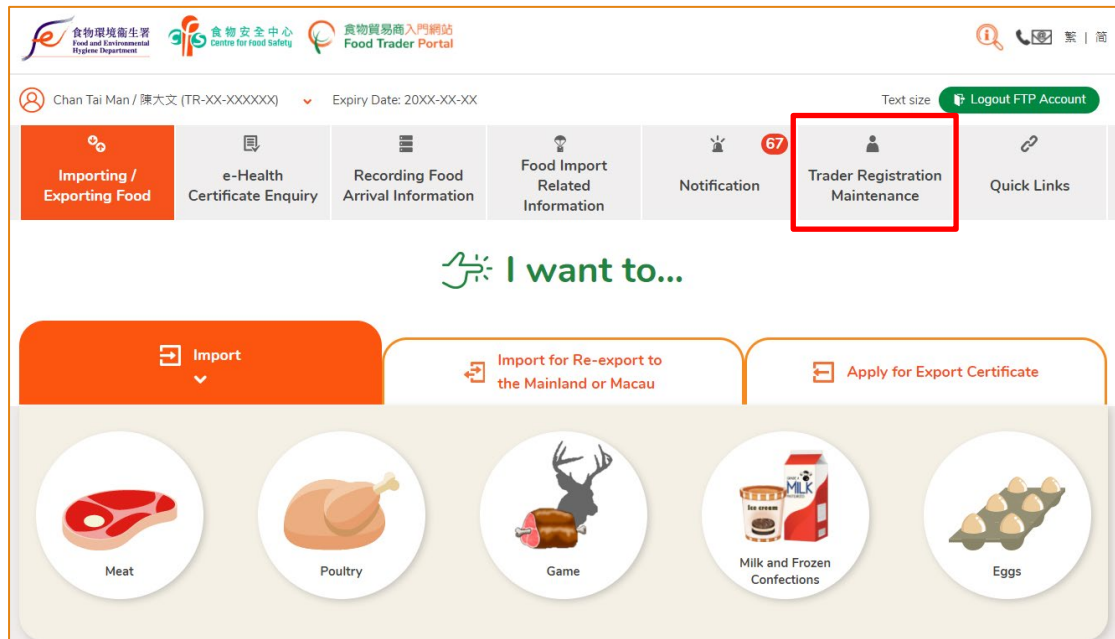 食物環境衞生署
Food and Environmental
Hygiene Department
食物安全中心
Centre for Food Safety
食物貿易商入門網站
Food Trader Portal
繁 | 简
Chan Tai Man / 陳大文 (TR-XX-XXXXXX)
Expiry Date: 20XX-XX-XX
Text size
Logout FTP Account
Importing /
Exporting Food
e-Health
Certificate Enquiry
Recording Food
Arrival Information
Food Import
Related
Information
67
Notification
Trader Registration
Maintenance
Quick Links
I want to...
Import
Import for Re-export to
the Mainland or Macau
Apply for Export Certificate
Meat
Poultry
Game
Ice cream
MILK
Milk and Frozen
Confections
Eggs